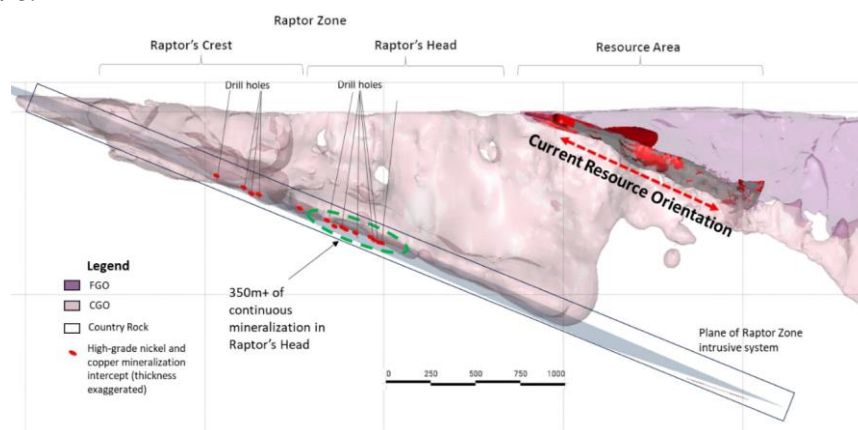 Raptor Zone
Raptor's Crest
Raptor's Head
Resource Area
Drill holes
Drill holes
Current Resource Orientation
Legend
FGO
CGO
Country Rock
High-grade nickel and
copper mineralization
intercept (thickness
exaggerated)
350m+ of
continuous
mineralization in
Raptor's Head
Plane of Raptor Zone
intrusive system
0 250 500 750 1000